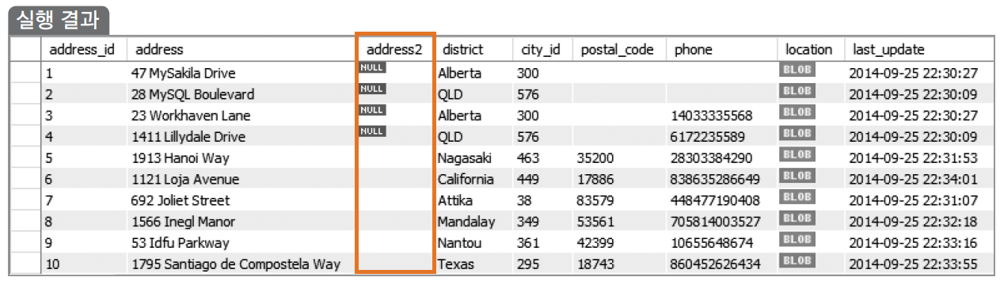 실행 결과
address_id address address2 district city_id postal_code phone location last_update
1 47 MySakila Drive NULL Alberta 300 BLOB 2014-09-25 22:30:27
2 28 MySQL Boulevard NULL QLD 576 BLOB 2014-09-25 22:30:09
3 23 Workhaven Lane NULL Alberta 300 14033335568 BLOB 2014-09-25 22:30:27
4 1411 Lillydale Drive NULL QLD 576 6172235589 BLOB 2014-09-25 22:30:09
5 1913 Hanoi Way Nagasaki 463 35200 28303384290 BLOB 2014-09-25 22:31:53
6 1121 Loja Avenue California 449 17886 838635286649 BLOB 2014-09-25 22:34:01
7 692 Joliet Street Attika 38 83579 448477190408 BLOB 2014-09-25 22:31:07
8 1566 Inegl Manor Mandalay 349 53561 705814003527 BLOB 2014-09-25 22:32:18
9 53 Idfu Parkway Nantou 361 42399 10655648674 BLOB 2014-09-25 22:33:16
10 1795 Santiago de Compostela Way Texas 295 18743 860452626434 BLOB 2014-09-25 22:33:55